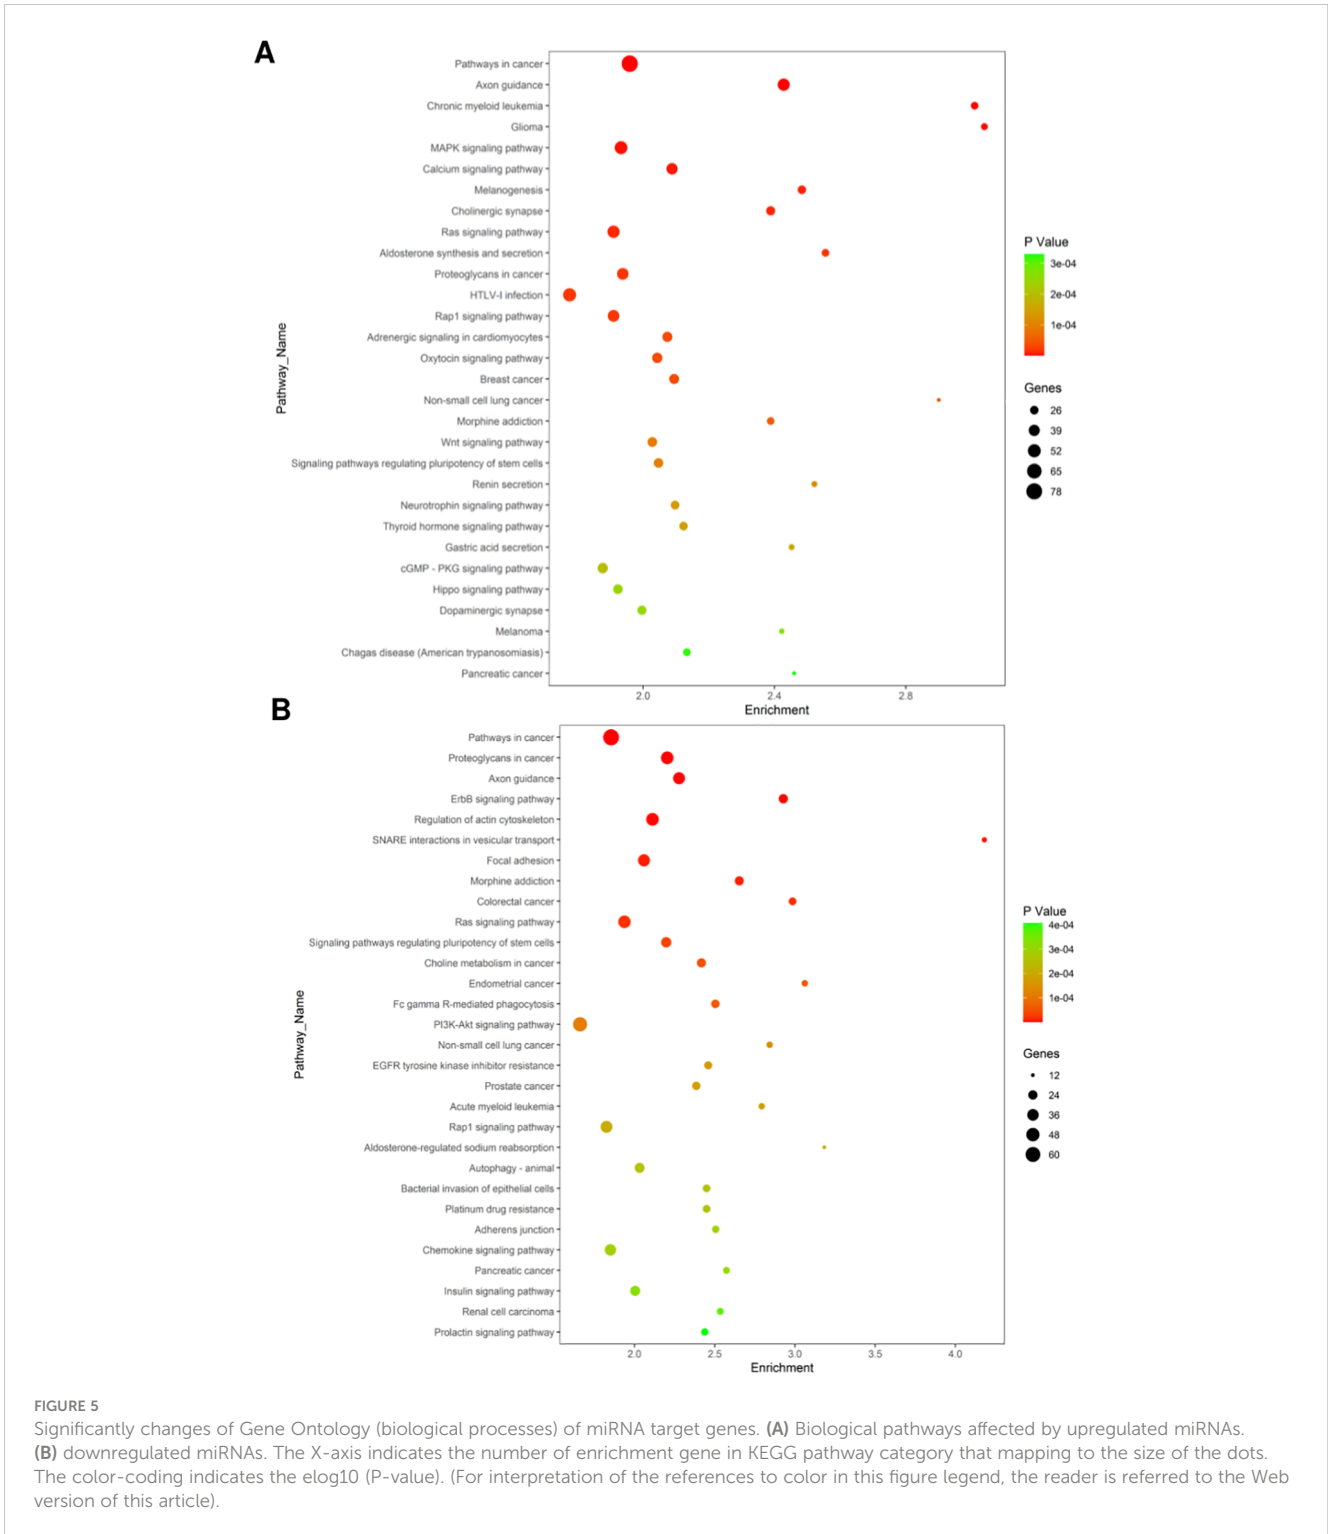 A
Pathways in cancer
Axon guidance
Chronic myeloid leukemia
Glioma
MAPK signaling pathway
Calcium signaling pathway
Melanogenesis
Cholinergic synapse
Ras signaling pathway
Aldosterone synthesis and secretion
Proteoglycans in cancer
HTLV-I infection
Rap1 signaling pathway
Adrenergic signaling in cardiomyocytes
Oxytocin signaling pathway
Breast cancer
Non-small cell lung cancer
Morphine addiction
Wnt signaling pathway
Signaling pathways regulating pluripotency of stem cells
Renin secretion
Neurotrophin signaling pathway
Thyroid hormone signaling pathway
Gastric acid secretion
cGMP - PKG signaling pathway
Hippo signaling pathway
Dopaminergic synapse
Melanoma
Chagas disease (American trypanosomiasis)
Pancreatic cancer
Pathway_Name
2.0 2.4 2.8
Enrichment
P Value
3e-04
2e-04
1e-04
Genes
26
39
52
65
78
B
Pathways in cancer
Proteoglycans in cancer
Axon guidance
ErbB signaling pathway
Regulation of actin cytoskeleton
SNARE interactions in vesicular transport
Focal adhesion
Morphine addiction
Colorectal cancer
Ras signaling pathway
Signaling pathways regulating pluripotency of stem cells
Choline metabolism in cancer
Endometrial cancer
Fc gamma R-mediated phagocytosis
PI3K-Akt signaling pathway
Non-small cell lung cancer
EGFR tyrosine kinase inhibitor resistance
Prostate cancer
Acute myeloid leukemia
Rap1 signaling pathway
Aldosterone-regulated sodium reabsorption
Autophagy - animal
Bacterial invasion of epithelial cells
Platinum drug resistance
Adherens junction
Chemokine signaling pathway
Pancreatic cancer
Insulin signaling pathway
Renal cell carcinoma
Prolactin signaling pathway
Pathway_Name
2.0 2.5 3.0 3.5 4.0
Enrichment
P Value
4e-04
3e-04
2e-04
1e-04
Genes
12
24
36
48
60
FIGURE 5
Significantly changes of Gene Ontology (biological processes) of miRNA target genes. (A) Biological pathways affected by upregulated miRNAs.
(B) downregulated miRNAs. The X-axis indicates the number of enrichment gene in KEGG pathway category that mapping to the size of the dots.
The color-coding indicates the elog10 (P-value). (For interpretation of the references to color in this figure legend, the reader is referred to the Web
version of this article).